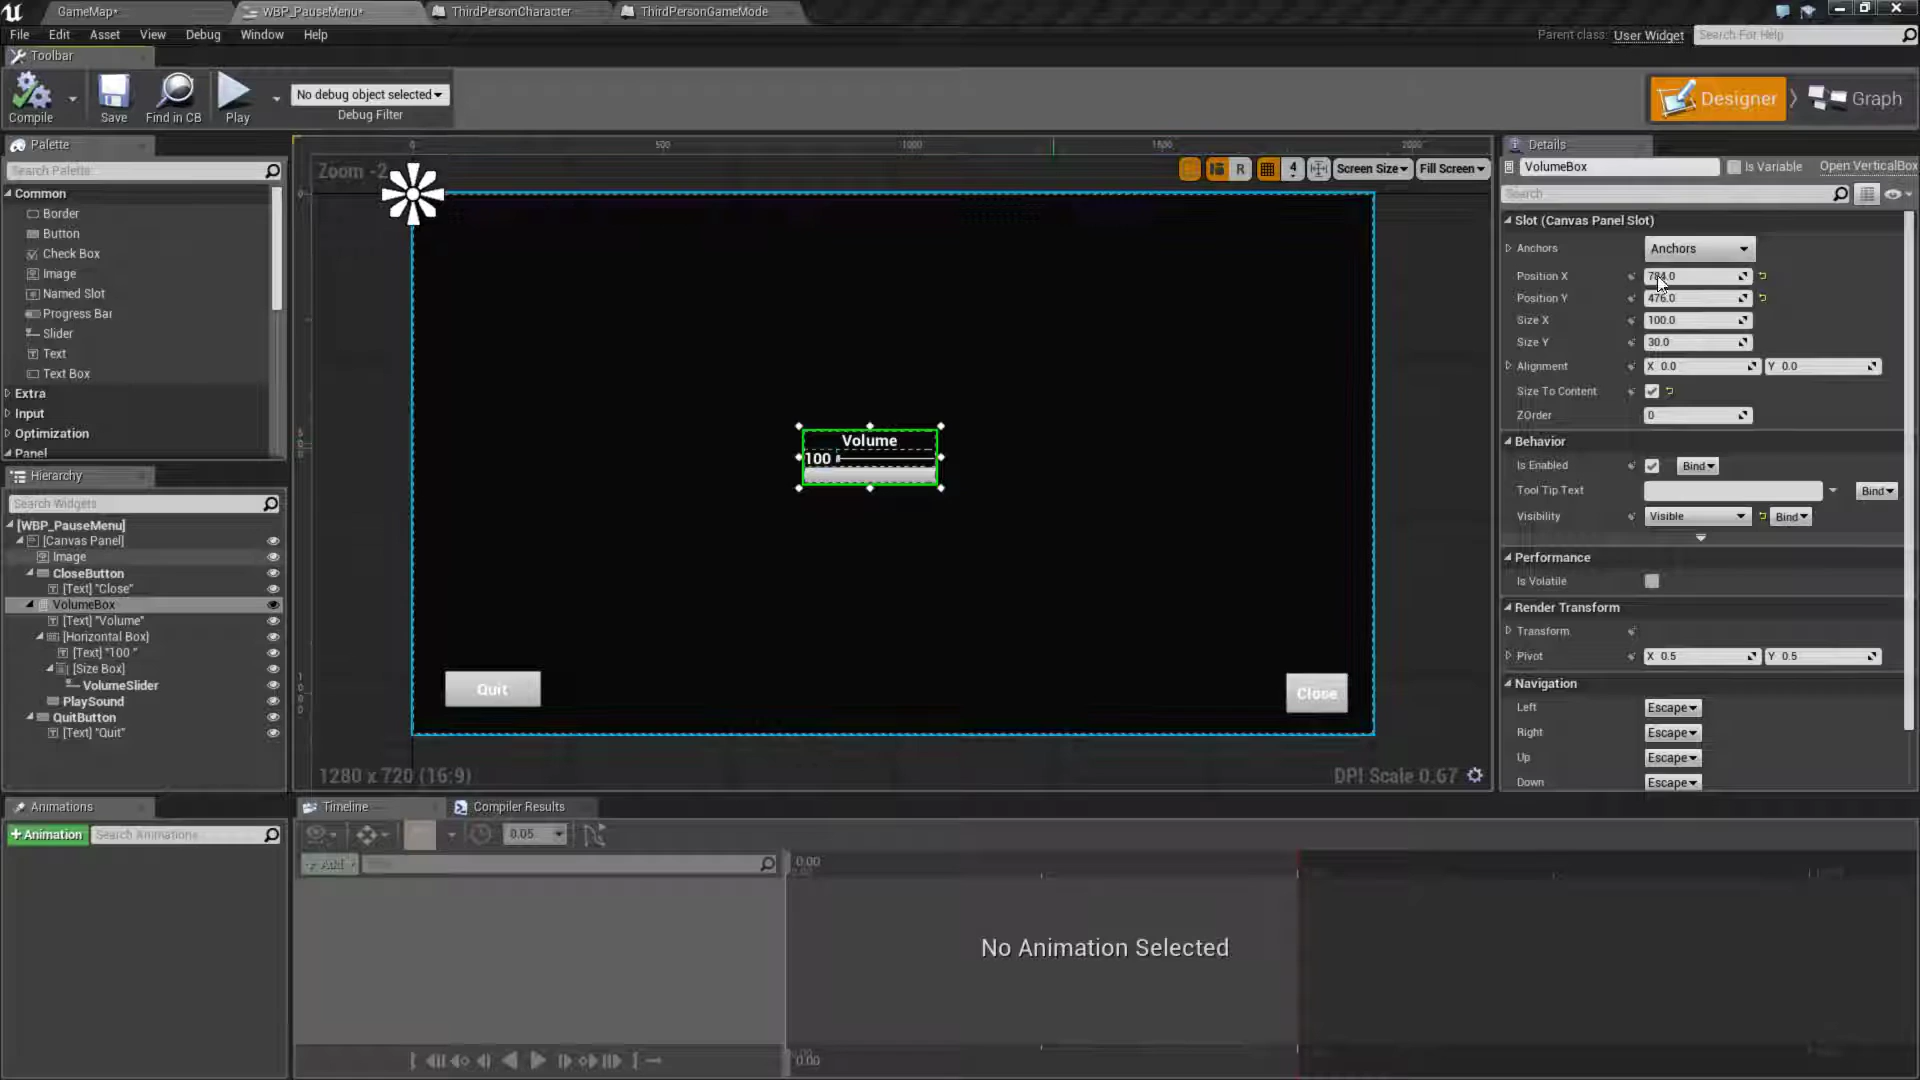 GameMap*
WBP_PauseMenu*
ThirdPersonCharacter
ThirdPersonGameMode
File Edit Asset View Debug Window Help
Parent class: User Widget
Search For Help
Toolbar
Compile
Save
Find in CB
Play
No debug object selected
Debug Filter
Designer
Graph
Palette
Search Palette
Common
Border
Button
Check Box
Image
Named Slot
Progress Bar
Slider
Text
Text Box
Extra
Input
Optimization
Panel
Hierarchy
Search Widgets
[WBP_PauseMenu]
[Canvas Panel]
Image
CloseButton
[Text] "Close"
VolumeBox
[Text] "Volume"
[Horizontal Box]
[Text] "100 "
[Size Box]
VolumeSlider
PlaySound
QuitButton
[Text] "Quit"
0 500 1000 1500 2000
Zoom -2
R
4
Screen Size
Fill Screen
Volume
100
Quit
Close
1280 x 720 (16:9)
DPI Scale 0.67
Details
VolumeBox
Is Variable
Open VerticalBox
Search
Slot (Canvas Panel Slot)
Anchors Anchors
Position X
Position Y 476.0
Size X 100.0
Size Y 30.0
Alignment X 0.0 Y 0.0
Size To Content
ZOrder 0
Behavior
Is Enabled Bind
Tool Tip Text Bind
Visibility Visible Bind
Performance
Is Volatile
Render Transform
Transform
Pivot X 0.5 Y 0.5
Navigation
Left Escape
Right Escape
Up Escape
Down Escape
Animations
+Animation
Search Animations
Timeline
Compiler Results
0.05
+ Add
0.00
No Animation Selected
0.00